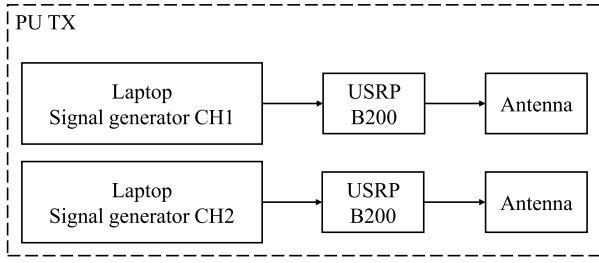 PU TX
Laptop
Signal generator CH1
USRP
B200
Antenna
Laptop
Signal generator CH2
USRP
B200
Antenna